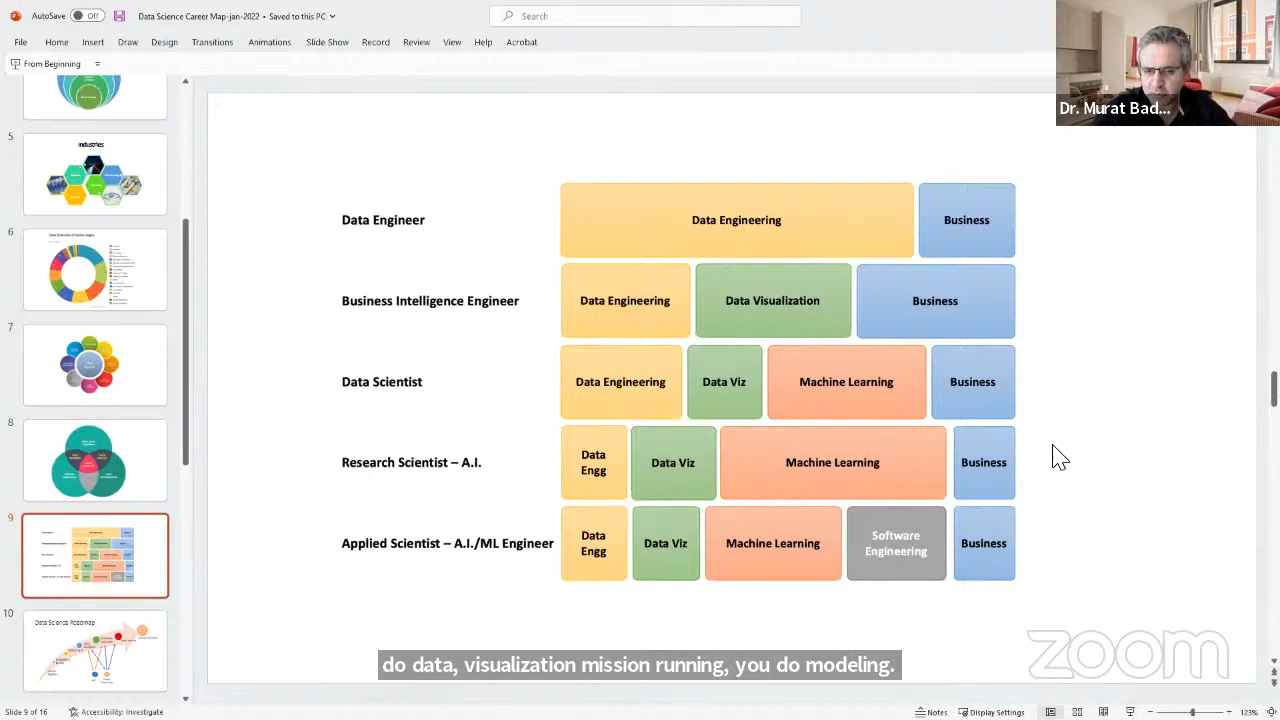 AutoSave Off Data Science Career Map-jan-2022 • Saved to this PC Search
File Home Insert Draw Design Transitions Animations Slide Show Record Review View Help Acrobat
From Beginning
Dr. Murat Bad...
5
Industries
6
7
8
9
10
Data Science Roadmap
Data Engineer Data Engineering Business
Business Intelligence Engineer Data Engineering Data Visualization Business
Data Scientist Data Engineering Data Viz Machine Learning Business
Research Scientist – A.I. Data Engg Data Viz Machine Learning Business
Applied Scientist – A.I./ML Engineer Data Engg Data Viz Machine Learning Software Engineering Business
do data, visualization mission running, you do modeling.
zoom
Slide 9 of 16 Accessibility: Investigate Notes Display Settings 123%